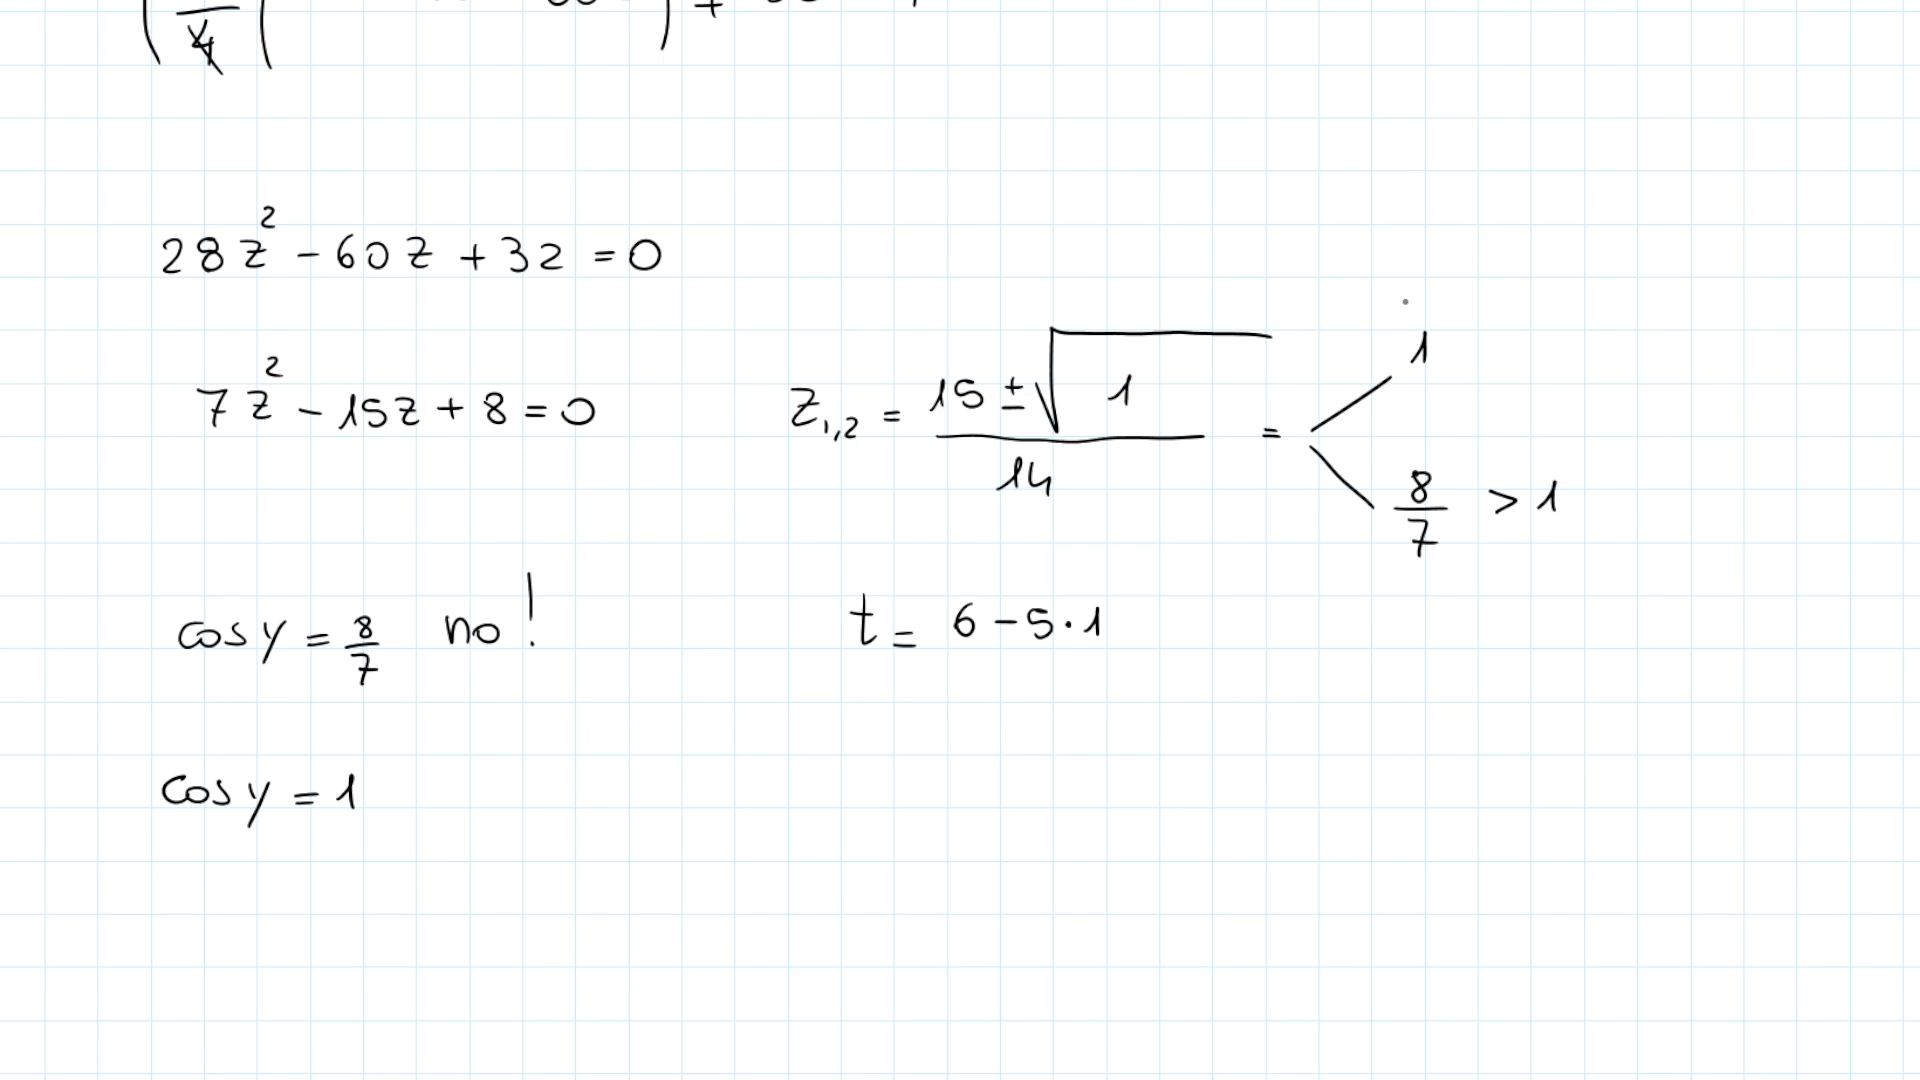 28z² - 60z + 32 = 0
7z² - 15z + 8 = 0
z₁,₂ = (15 ± √1)/14 = 1
8/7 > 1
cos y = 8/7 no!
t = 6 - 5 · 1
cos y = 1